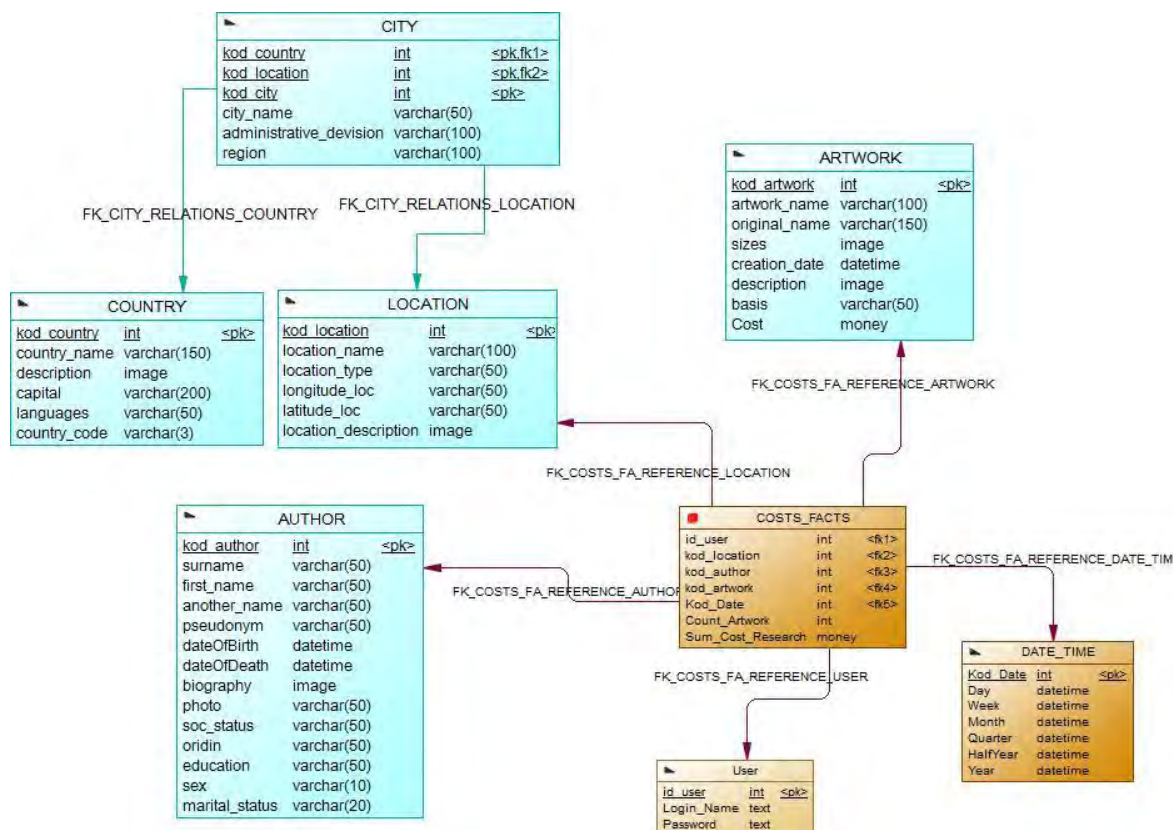 CITY
kod_country int <pk,fk1>
kod_location int <pk,fk2>
kod_city int <pk>
city_name varchar(50)
administrative_devision varchar(100)
region varchar(100)
FK_CITY_RELATIONS_COUNTRY
FK_CITY_RELATIONS_LOCATION
ARTWORK
kod_artwork int <pk>
artwork_name varchar(100)
original_name varchar(150)
sizes image
creation_date datetime
description image
basis varchar(50)
Cost money
COUNTRY
kod_country int <pk>
country_name varchar(150)
description image
capital varchar(200)
languages varchar(50)
country_code varchar(3)
LOCATION
kod_location int <pk>
location_name varchar(100)
location_type varchar(50)
longitude_loc varchar(50)
latitude_loc varchar(50)
location_description image
FK_COSTS_FA_REFERENCE_ARTWORK
FK_COSTS_FA_REFERENCE_LOCATION
AUTHOR
kod_author int <pk>
surname varchar(50)
first_name varchar(50)
another_name varchar(50)
pseudonym varchar(50)
dateOfBirth datetime
dateOfDeath datetime
biography image
photo varchar(50)
soc_status varchar(50)
oridin varchar(50)
education varchar(50)
sex varchar(10)
marital_status varchar(20)
FK_COSTS_FA_REFERENCE_AUTHOR
COSTS_FACTS
id_user int <fk1>
kod_location int <fk2>
kod_author int <fk3>
kod_artwork int <fk4>
Kod_Date int <fk5>
Count_Artwork int
Sum_Cost_Research money
FK_COSTS_FA_REFERENCE_DATE_TIM
FK_COSTS_FA_REFERENCE_USER
DATE_TIME
Kod_Date int <pk>
Day datetime
Week datetime
Month datetime
Quarter datetime
HalfYear datetime
Year datetime
User
id_user int <pk>
Login_Name text
Password text